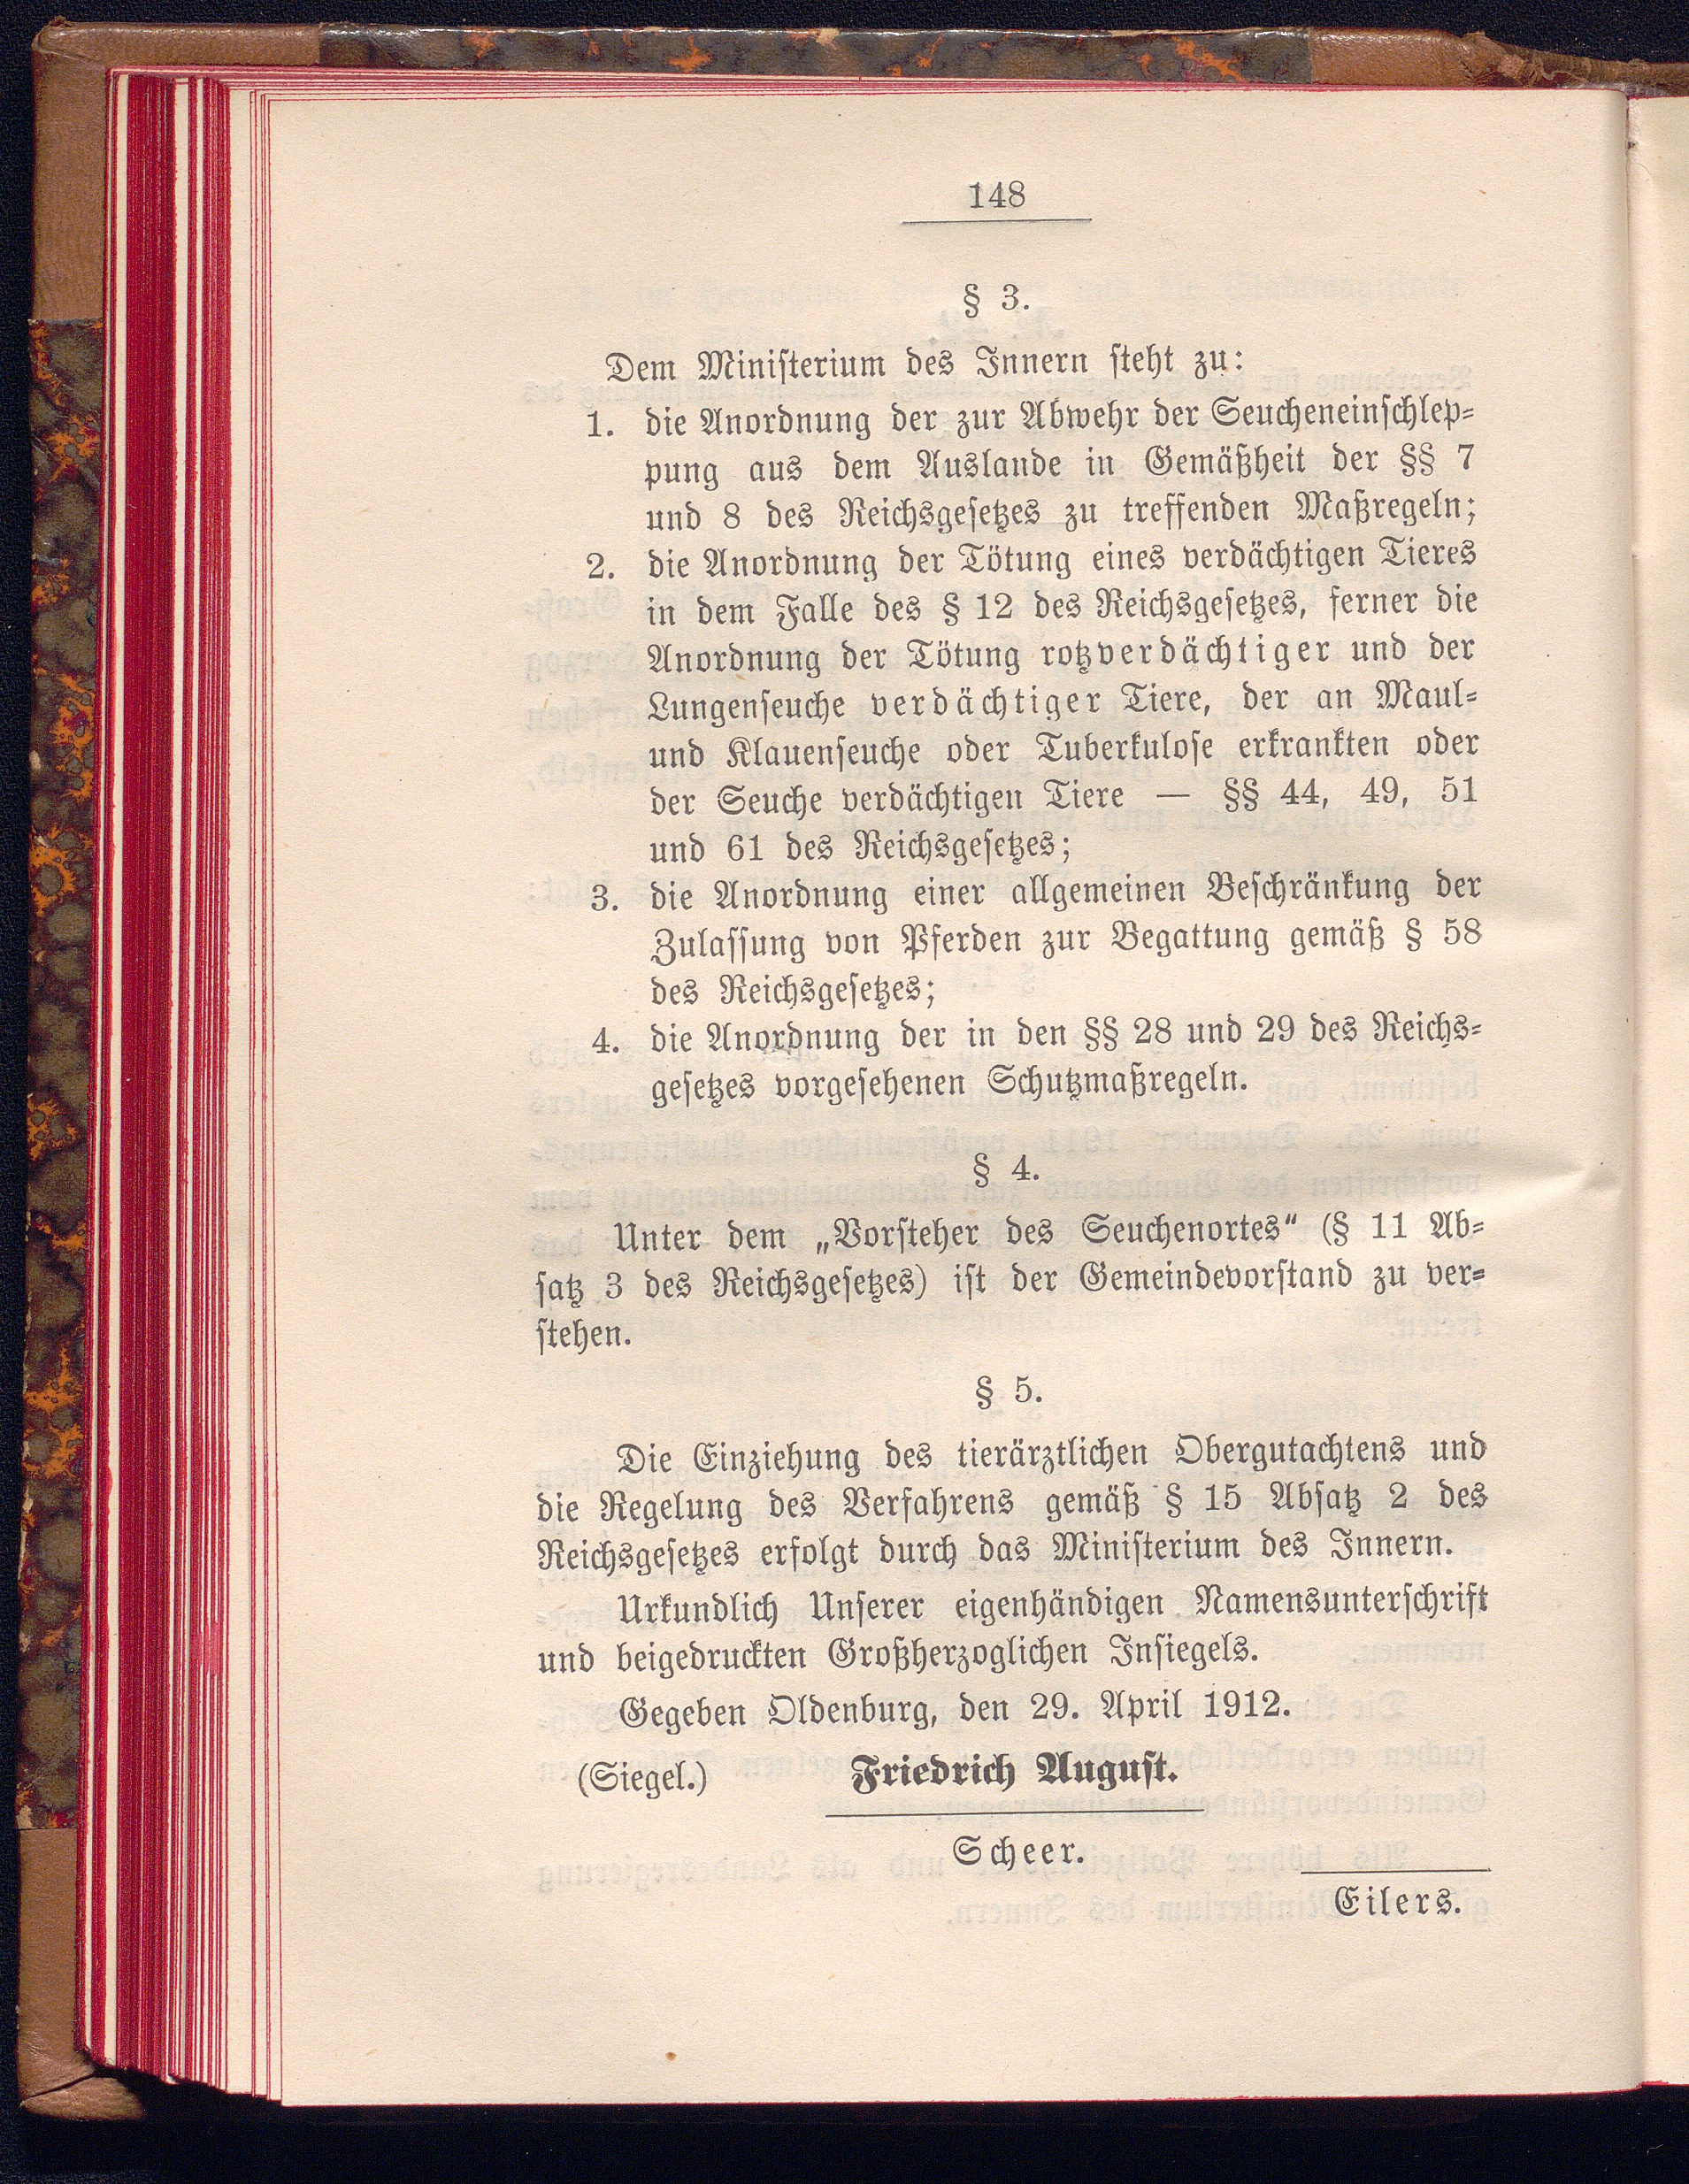 148
§ 3.
Dem Ministerium des Innern steht zu:
1. die Anordnung der zur Abwehr der Seucheneinschlep-
pung aus dem Auslande in Gemäßheit der §§ 7
und 8 des Reichsgesetzes zu treffenden Maßregeln;
2. die Anordnung der Tötung eines verdächtigen Tieres
in dem Falle des § 12 des Reichsgesetzes, ferner die
Anordnung der Tötung rotzverdächtiger und der
Lungenseuche verdächtiger Tiere, der an Maul-
und Klauenseuche oder Tuberkulose erkrankten oder
der Seuche verdächtigen Tiere — §§ 44, 49, 51
und 61 des Reichsgesetzes;
3. die Anordnung einer allgemeinen Beschränkung der
Zulassung von Pferden zur Begattung gemäß § 58
des Reichsgesetzes;
4. die Anordnung der in den §§ 28 und 29 des Reichs-
gesetzes vorgesehenen Schutzmaßregeln.
§ 4.
Unter dem „Vorsteher des Seuchenortes“ (§ 11 Ab-
satz 3 des Reichsgesetzes) ist der Gemeindevorstand zu ver-
stehen.
§ 5.
Die Einziehung des tierärztlichen Obergutachtens und
die Regelung des Verfahrens gemäß § 15 Absatz 2 des
Reichsgesetzes erfolgt durch das Ministerium des Innern.
Urkundlich Unserer eigenhändigen Namensunterschrift
und beigedruckten Großherzoglichen Insiegels.
Gegeben Oldenburg, den 29. April 1912.
(Siegel.) Friedrich August.
Scheer.
Eilers.